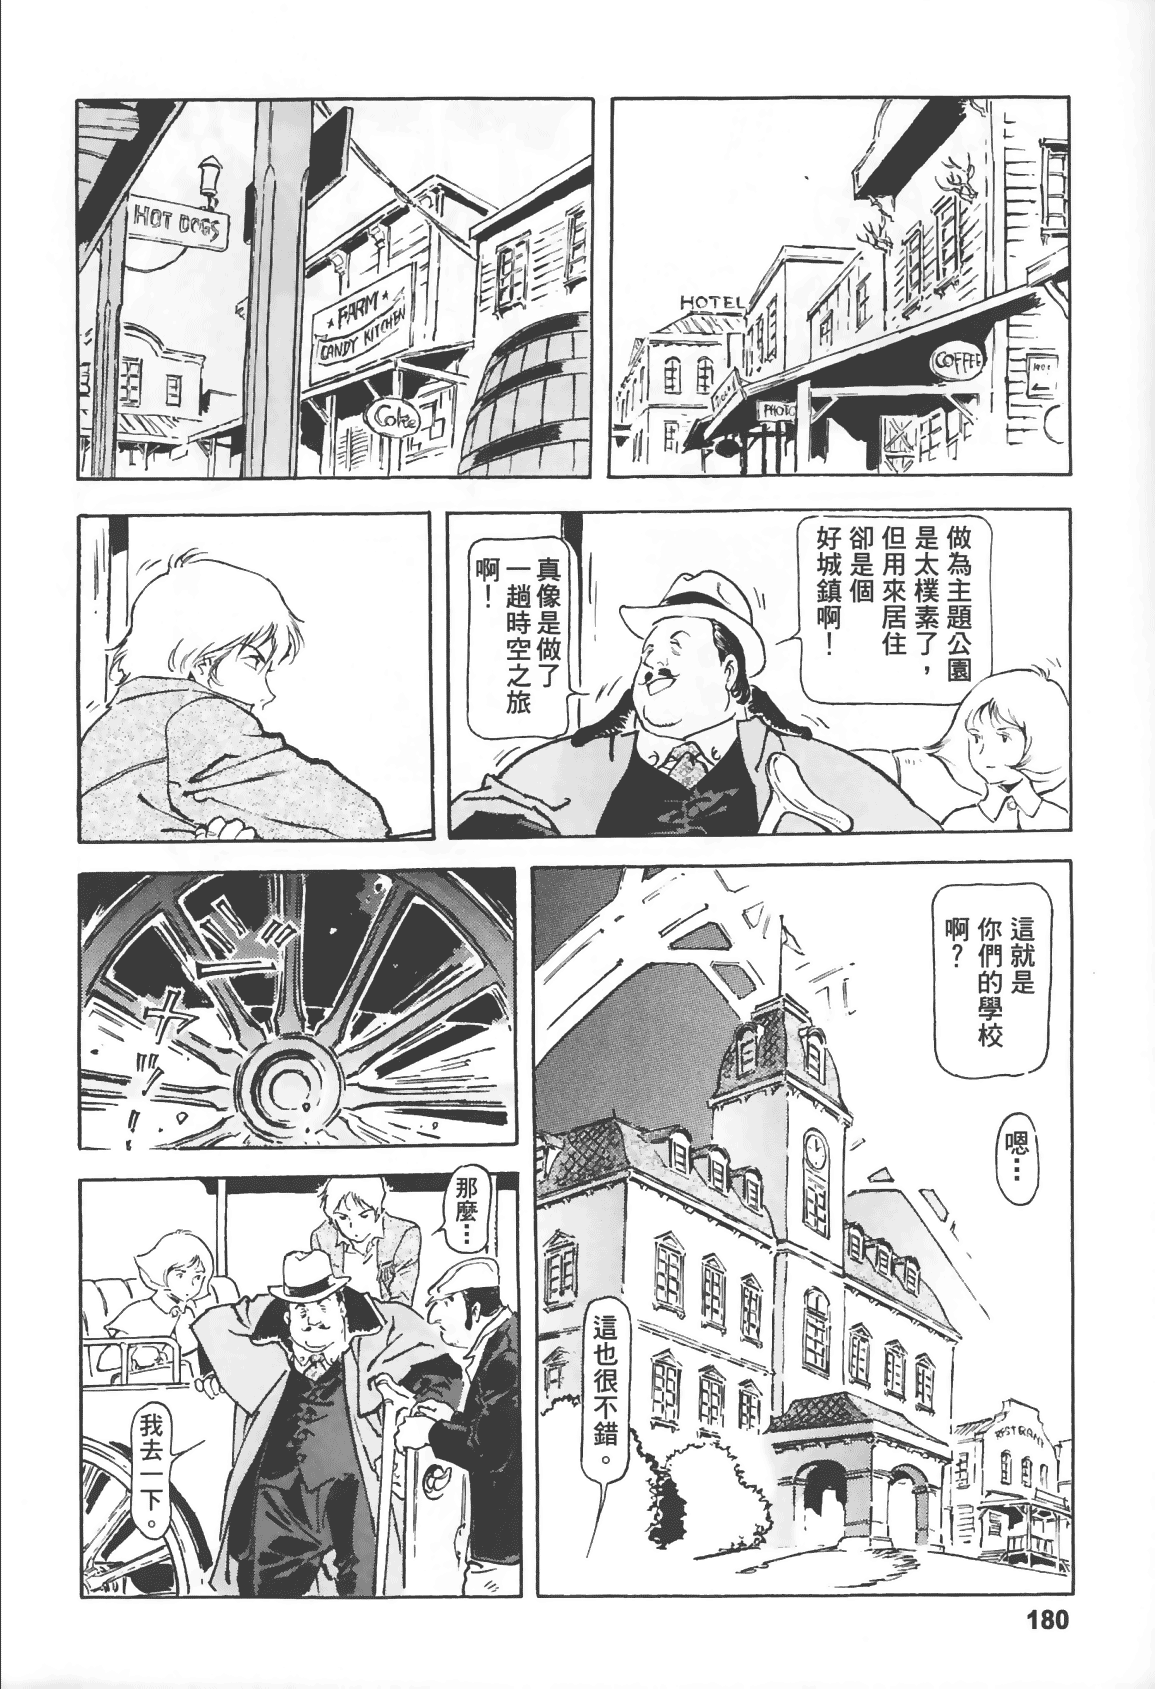 HOTEL
COFFEE
PHOTO
HOT DOGS
FARM
CANDY KITCHEN
Coke
做為主題公園
是太樸素了，
但用來居住
卻是個
好城鎮啊！
真像是做了
一趟時空之旅
啊！
這就是
你們的學校
啊？
嗯…
這也很不錯。
那麼…
我去一下。
180